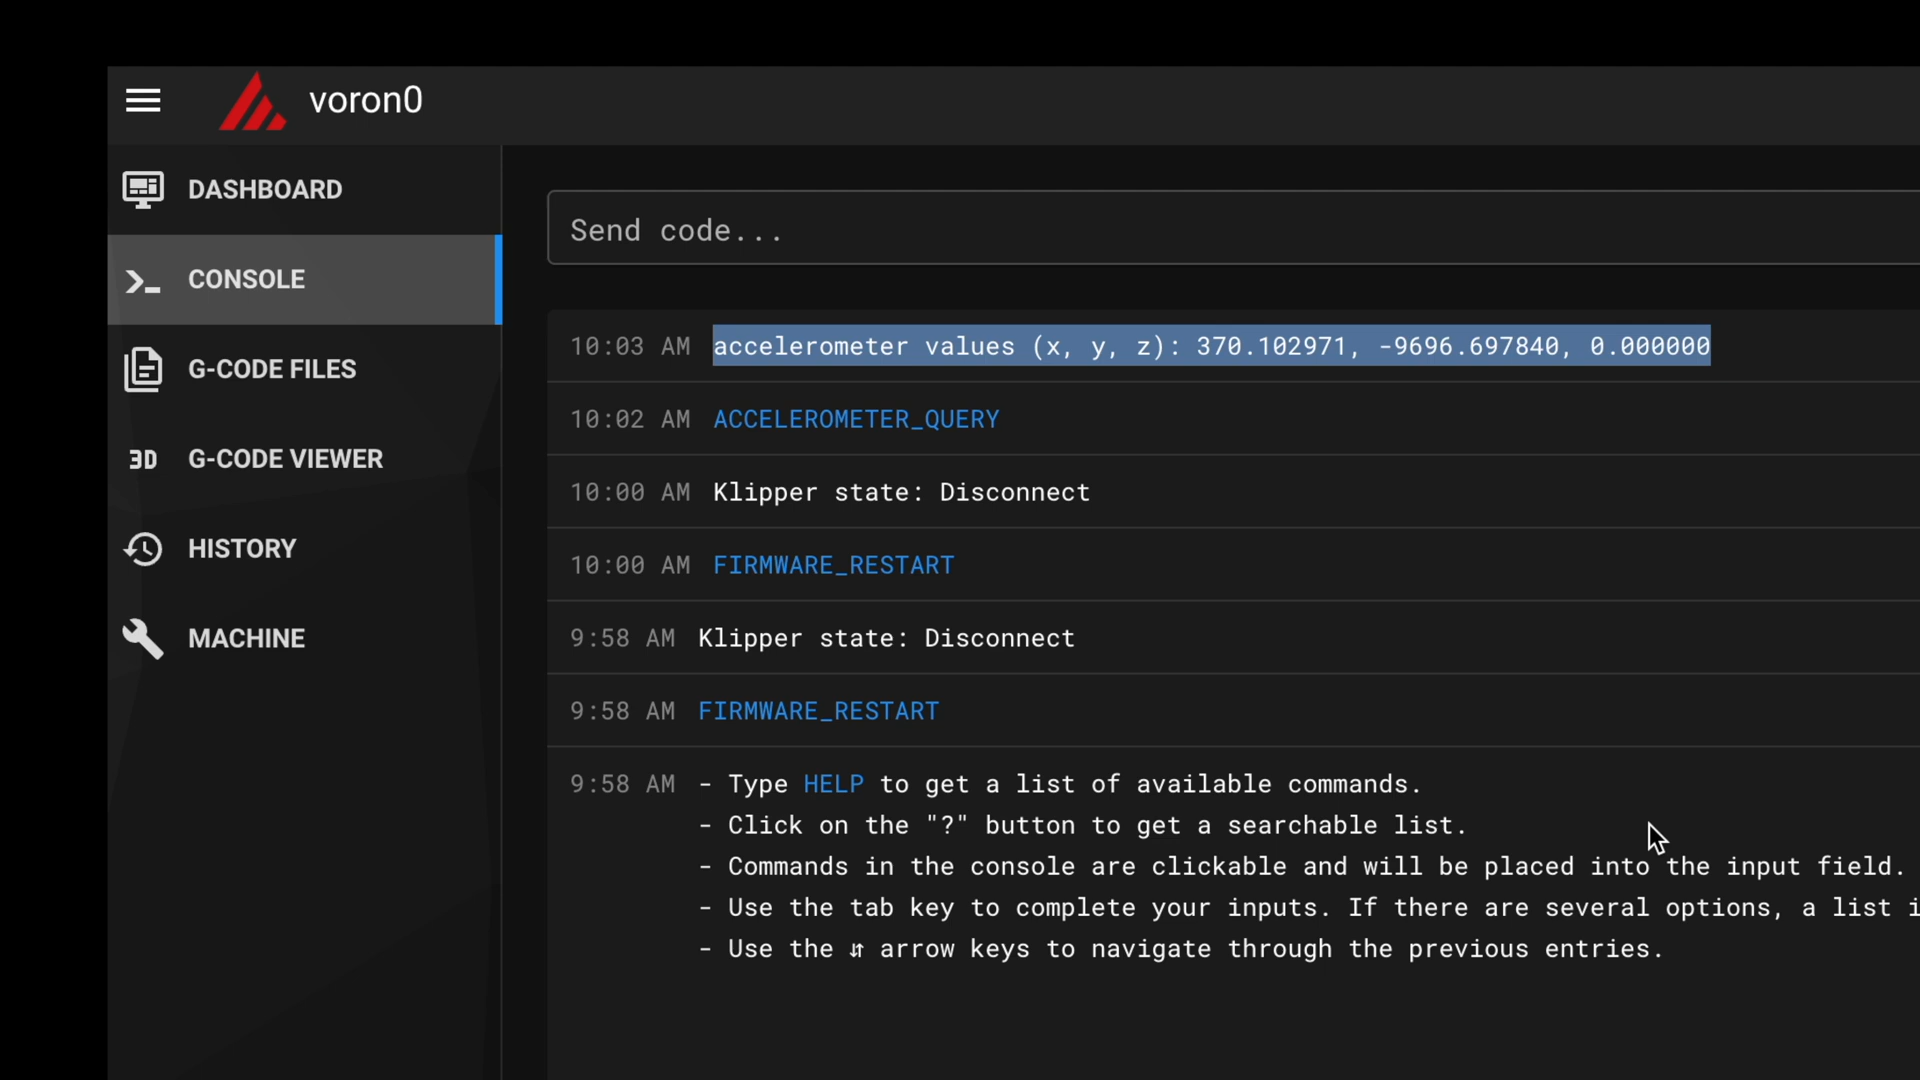 voron0
DASHBOARD
CONSOLE
G-CODE FILES
3D G-CODE VIEWER
HISTORY
MACHINE
Send code...
10:03 AM accelerometer values (x, y, z): 370.102971, -9696.697840, 0.000000
10:02 AM ACCELEROMETER_QUERY
10:00 AM Klipper state: Disconnect
10:00 AM FIRMWARE_RESTART
9:58 AM Klipper state: Disconnect
9:58 AM FIRMWARE_RESTART
9:58 AM - Type HELP to get a list of available commands.
- Click on the "?" button to get a searchable list.
- Commands in the console are clickable and will be placed into the input field.
- Use the tab key to complete your inputs. If there are several options, a list
- Use the ⇵ arrow keys to navigate through the previous entries.